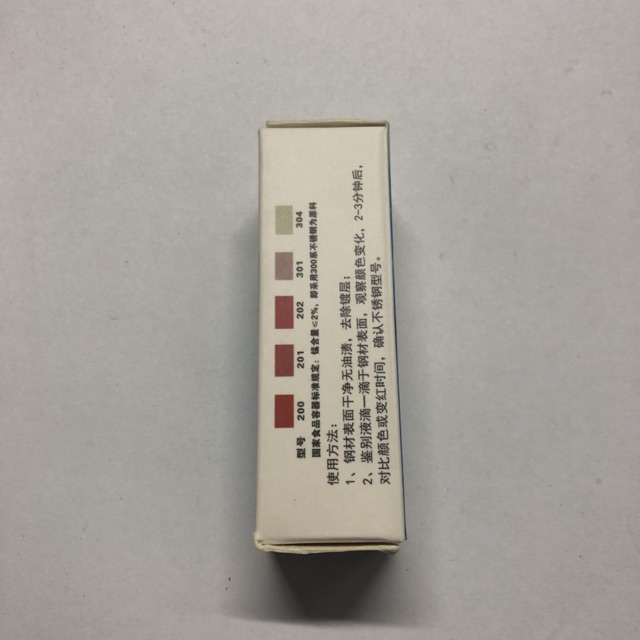 型号 200 201 202 301 304
国家食品容器标准规定：锰含量≤2%，即采用300系不锈钢为原料
使用方法：
1、钢材表面干净无油渍，去除镀层；
2、鉴别液滴一滴于钢材表面，观察颜色变化，2-3分钟后，
对比颜色或变红时间，确认不锈钢型号。